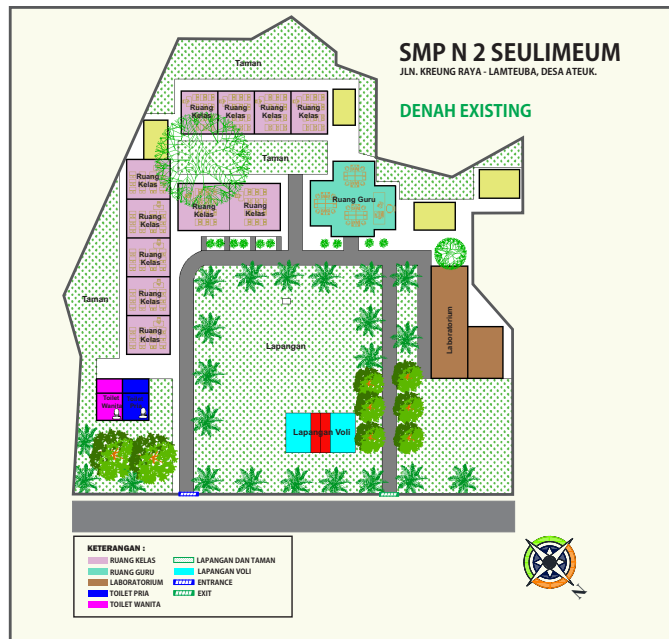 SMP N 2 SEULIMEUM
JLN. KREUNG RAYA - LAMTEUBA, DESA ATEUK.
DENAH EXISTING
Taman
Ruang
Kelas
Ruang
Kelas
Ruang
Kelas
Ruang
Kelas
Taman
Ruang
Kelas
Ruang
Kelas
Ruang
Kelas
Ruang
Kelas
Ruang
Kelas
Ruang
Kelas
Ruang
Kelas
Ruang Guru
Taman
Lapangan
Laboratorium
Toilet
Wanita
Lapangan Voli
KETERANGAN :
RUANG KELAS
RUANG GURU
LABORATORIUM
TOILET PRIA
TOILET WANITA
LAPANGAN DAN TAMAN
LAPANGAN VOLI
ENTRANCE
EXIT
N